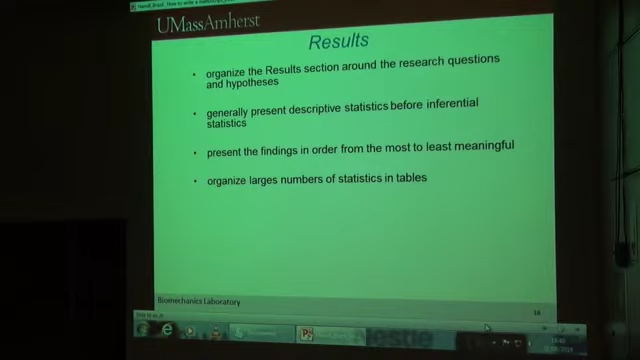 UMassAmherst
Results
• organize the Results section around the research questions
and hypotheses
• generally present descriptive statistics before inferential
statistics
• present the findings in order from the most to least meaningful
• organize larges numbers of statistics in tables
Biomechanics Laboratory
Nestle